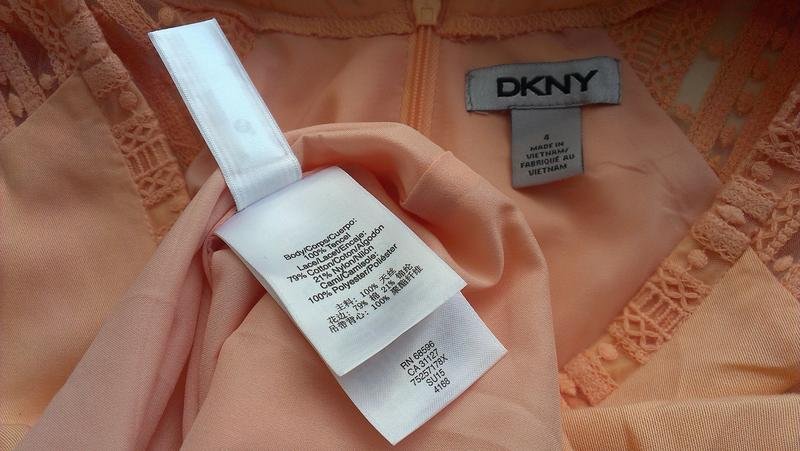 DKNY
4
MADE IN
VIETNAM/
FABRIQUÉ AU
VIETNAM
Body/Corps/Cuerpo:
100% Tencel
Lace/Lacet/Encaje:
79% Cotton/Coton/Algodón
21% Nylon/Nilón
Cami/Camisole:
100% Polyester/Poliéster
主料: 100% 天丝
花边: 79% 棉 21% 锦纶
吊带背心: 100% 聚酯纤维
RN 68596
CA 31127
75257178X
SU15
4168